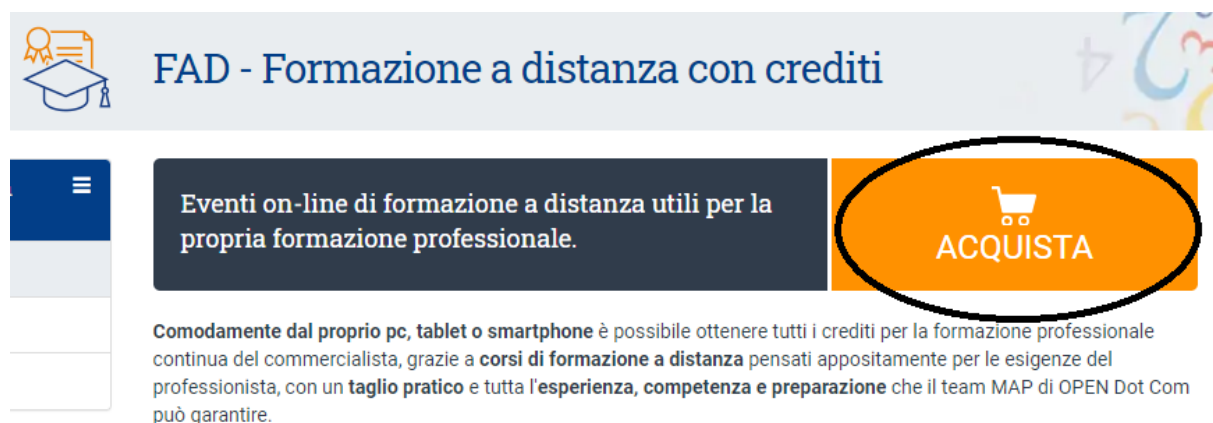 FAD - Formazione a distanza con crediti
Eventi on-line di formazione a distanza utili per la
propria formazione professionale.
ACQUISTA
Comodamente dal proprio pc, tablet o smartphone è possibile ottenere tutti i crediti per la formazione professionale
continua del commercialista, grazie a corsi di formazione a distanza pensati appositamente per le esigenze del
professionista, con un taglio pratico e tutta l'esperienza, competenza e preparazione che il team MAP di OPEN Dot Com
può garantire.